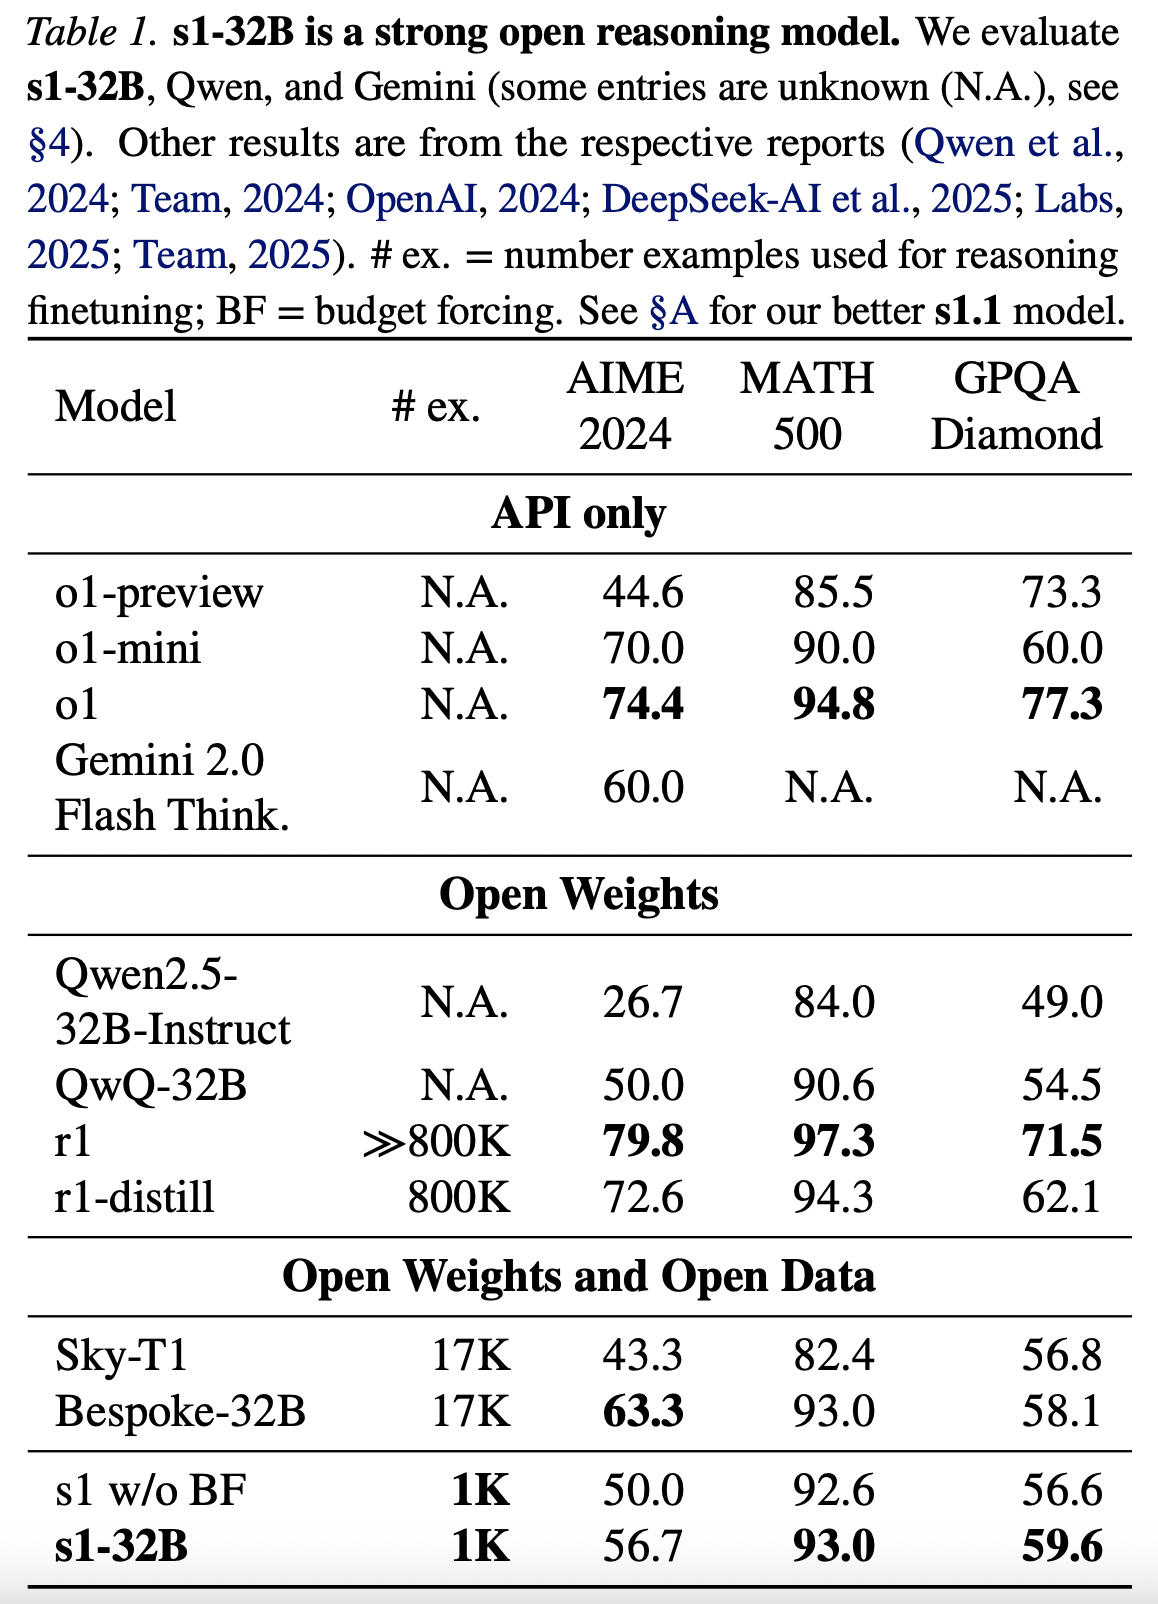 Table 1. s1-32B is a strong open reasoning model. We evaluate
s1-32B, Qwen, and Gemini (some entries are unknown (N.A.), see
§4). Other results are from the respective reports (Qwen et al.,
2024; Team, 2024; OpenAI, 2024; DeepSeek-AI et al., 2025; Labs,
2025; Team, 2025). # ex. = number examples used for reasoning
finetuning; BF = budget forcing. See §A for our better s1.1 model.
Model # ex. AIME 2024 MATH 500 GPQA Diamond
API only
o1-preview N.A. 44.6 85.5 73.3
o1-mini N.A. 70.0 90.0 60.0
o1 N.A. 74.4 94.8 77.3
Gemini 2.0
Flash Think. N.A. 60.0 N.A. N.A.
Open Weights
Qwen2.5-
32B-Instruct N.A. 26.7 84.0 49.0
QwQ-32B N.A. 50.0 90.6 54.5
r1 ≫800K 79.8 97.3 71.5
r1-distill 800K 72.6 94.3 62.1
Open Weights and Open Data
Sky-T1 17K 43.3 82.4 56.8
Bespoke-32B 17K 63.3 93.0 58.1
s1 w/o BF 1K 50.0 92.6 56.6
s1-32B 1K 56.7 93.0 59.6